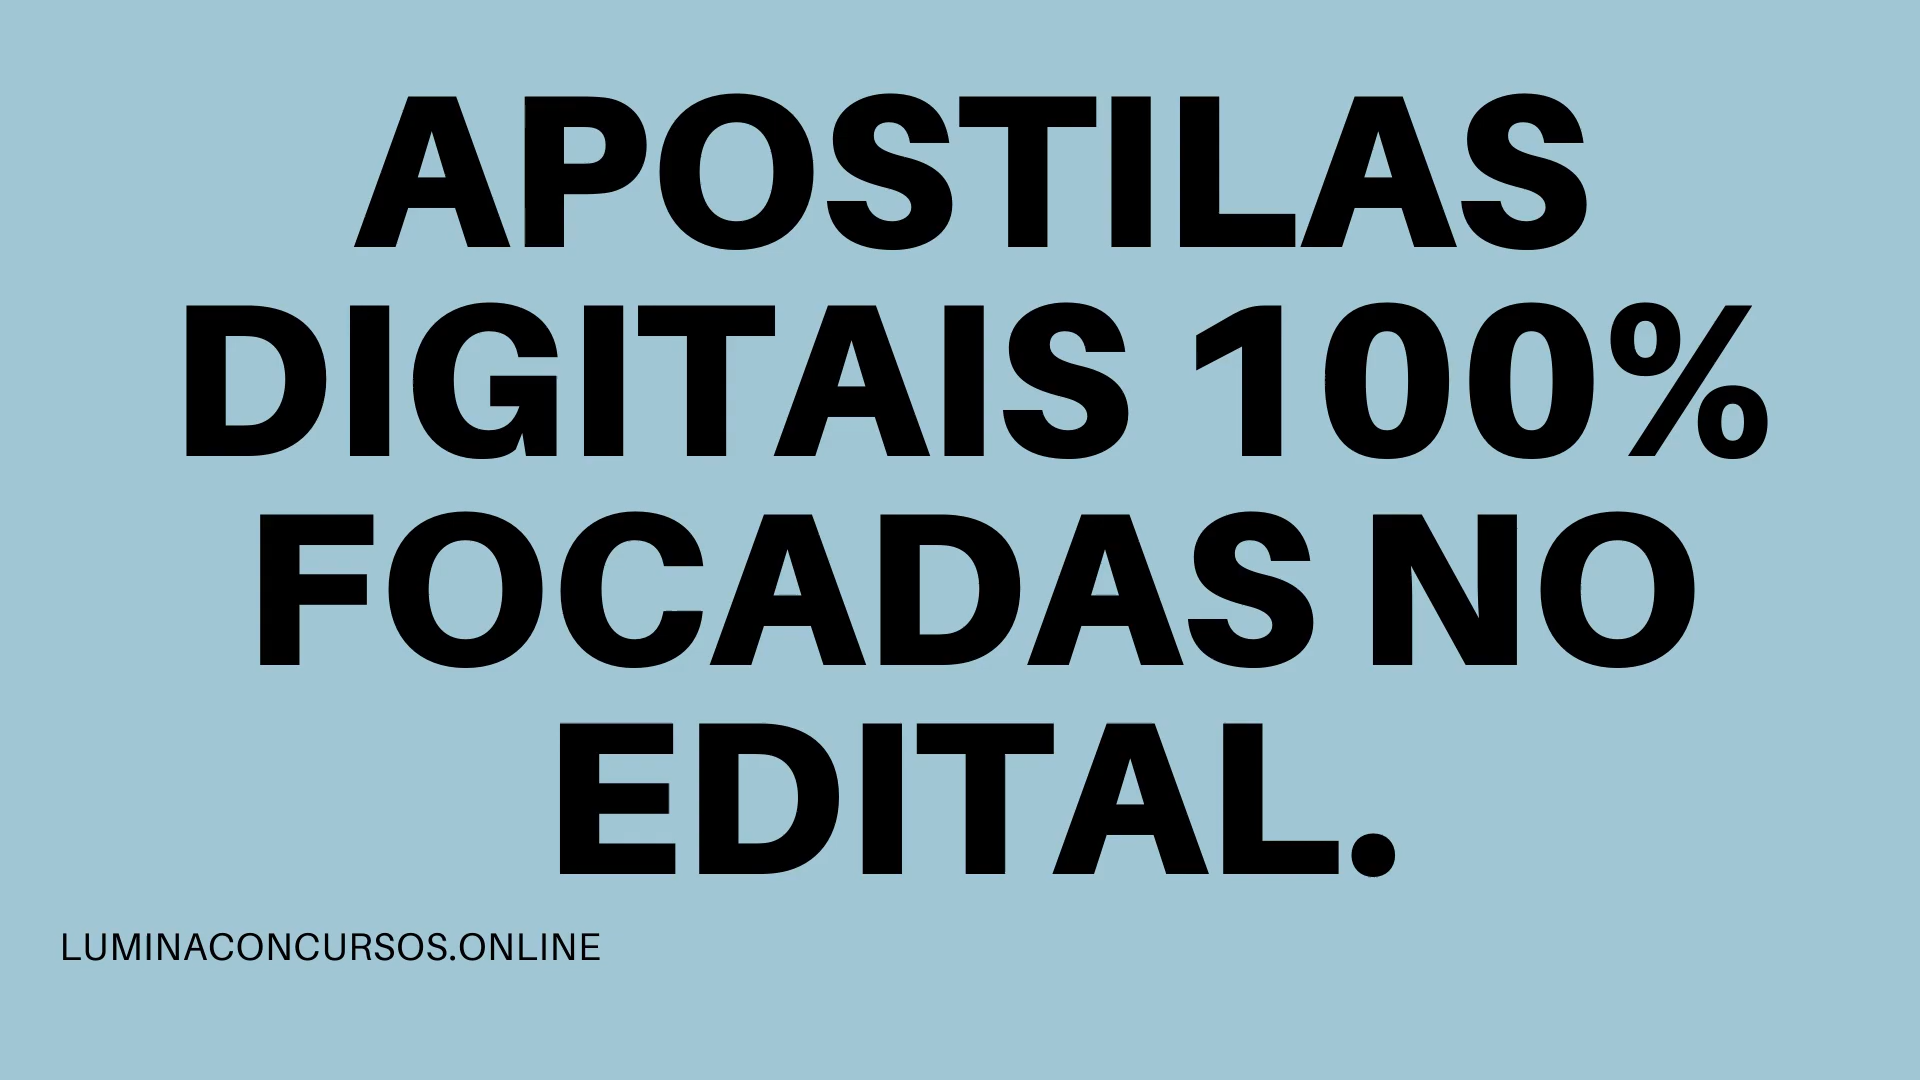 APOSTILAS
DIGITAIS 100%
FOCADAS NO
EDITAL.
LUMINACONCURSOS.ONLINE